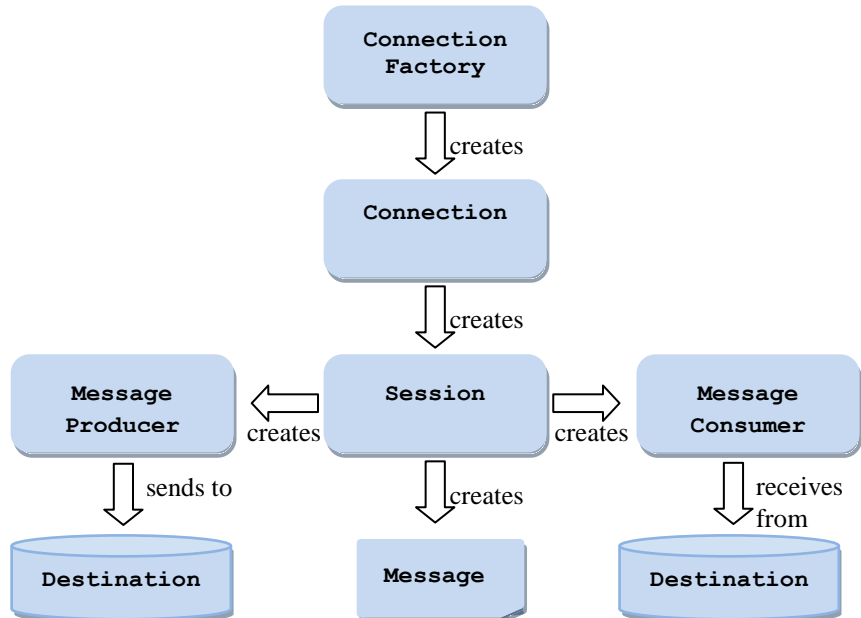 Connection
Factory
creates
Connection
creates
Message
Producer
creates
Session
creates
Message
Consumer
sends to
creates
receives
from
Destination
Message
Destination